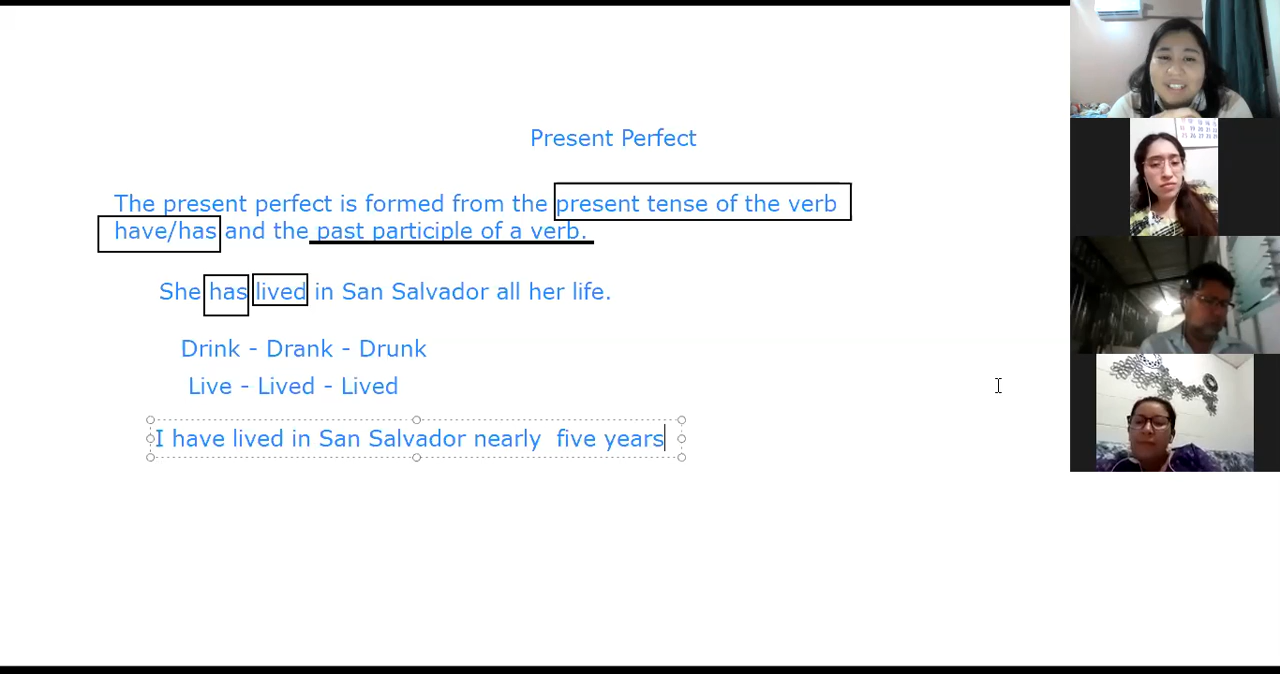 Present Perfect
The present perfect is formed from the present tense of the verb
have/has and the past participle of a verb.
She has lived in San Salvador all her life.
Drink - Drank - Drunk
Live - Lived - Lived
I have lived in San Salvador nearly  five years